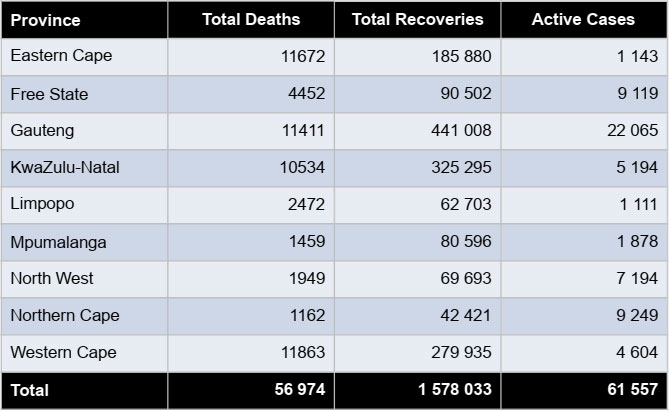 Province Total Deaths Total Recoveries Active Cases
Eastern Cape 11672 185 880 1 143
Free State 4452 90 502 9 119
Gauteng 11411 441 008 22 065
KwaZulu-Natal 10534 325 295 5 194
Limpopo 2472 62 703 1 111
Mpumalanga 1459 80 596 1 878
North West 1949 69 693 7 194
Northern Cape 1162 42 421 9 249
Western Cape 11863 279 935 4 604
Total 56 974 1 578 033 61 557